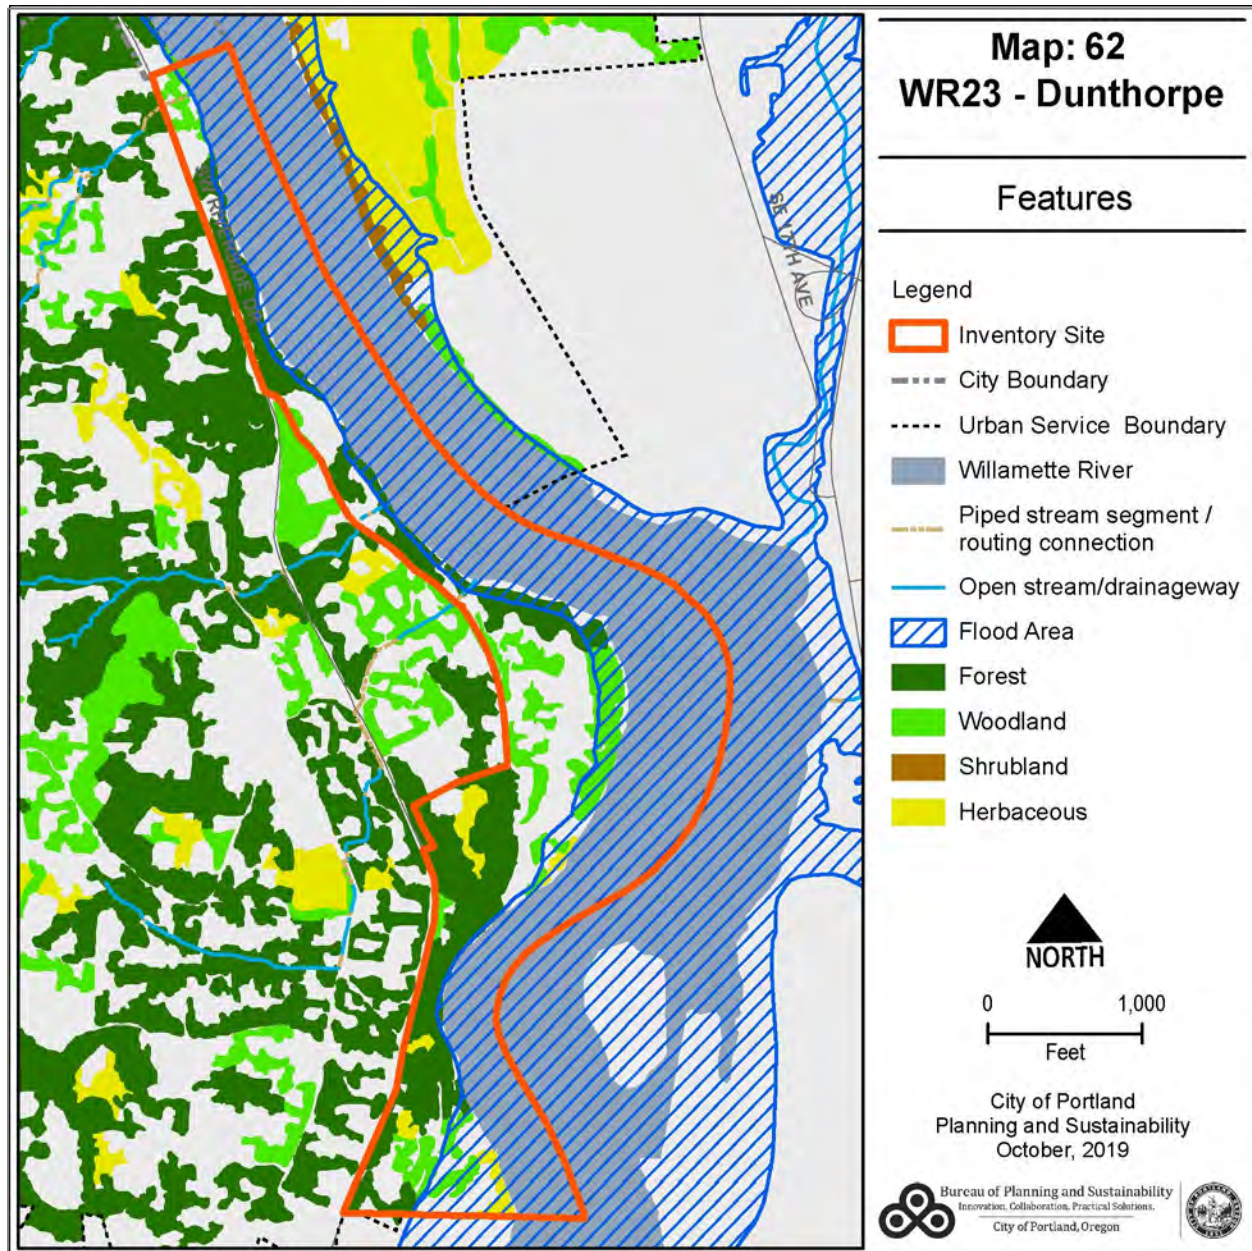 Map: 62
WR23 - Dunthorpe
Features
Legend
Inventory Site
City Boundary
Urban Service Boundary
Willamette River
Piped stream segment /
routing connection
Open stream/drainageway
Flood Area
Forest
Woodland
Shrubland
Herbaceous
NORTH
0 1,000
Feet
City of Portland
Planning and Sustainability
October, 2019
Bureau of Planning and Sustainability
Innovation. Collaboration. Practical Solutions.
City of Portland, Oregon
SE 17TH AVE